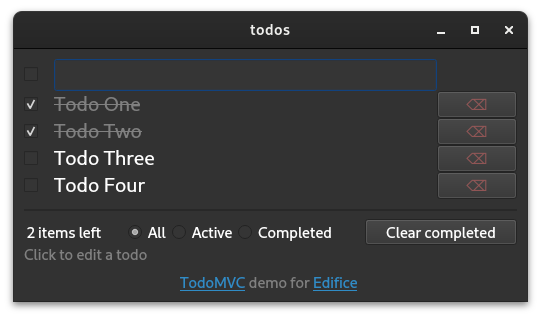 todos
Todo One
Todo Two
Todo Three
Todo Four
2 items left All Active Completed Clear completed
Click to edit a todo
TodoMVC demo for Edifice